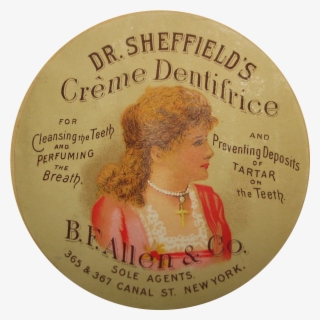 DR. SHEFFIELD'S
Crème Dentifrice
FOR
Cleansing the Teeth
AND
PERFUMING
THE
Breath.
AND
Preventing Deposits
OF
TARTAR
ON
the Teeth.
B.F. Allen & Co.
SOLE AGENTS.
365 & 367 CANAL ST. NEW YORK.